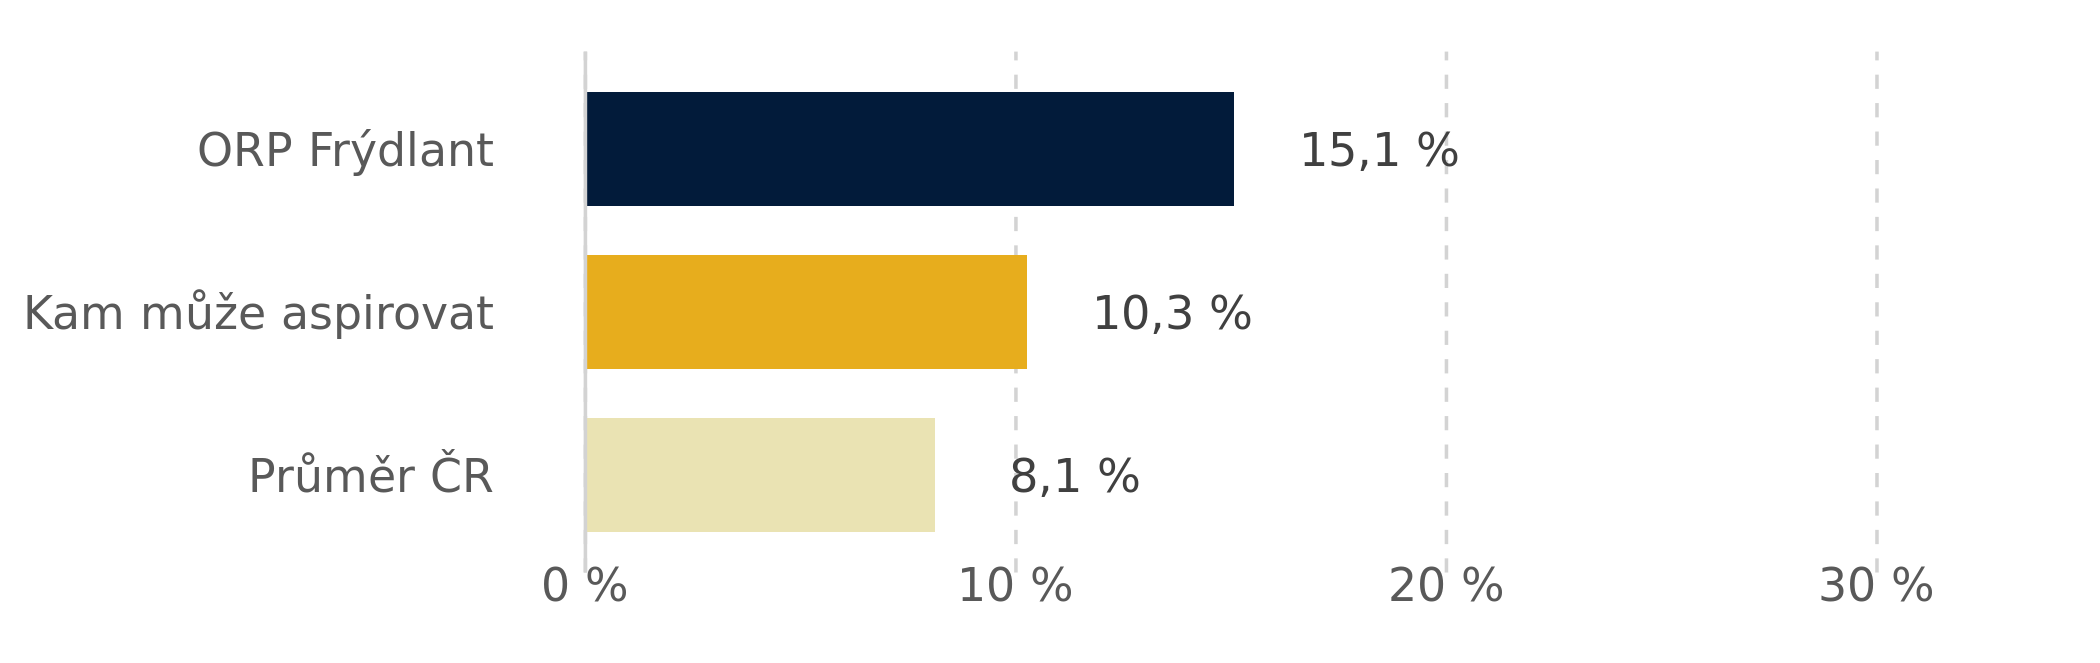 ORP Frýdlant 15,1 %
Kam může aspirovat 10,3 %
Průměr ČR 8,1 %
0 % 10 % 20 % 30 %